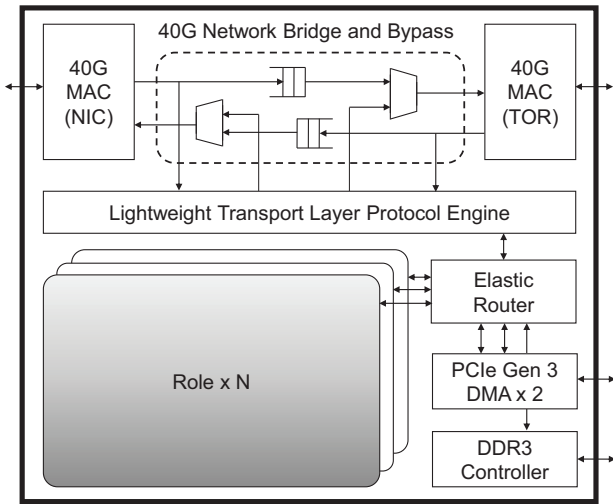 40G Network Bridge and Bypass
40G
MAC
(NIC)
40G
MAC
(TOR)
Lightweight Transport Layer Protocol Engine
Elastic
Router
Role x N
PCIe Gen 3
DMA x 2
DDR3
Controller